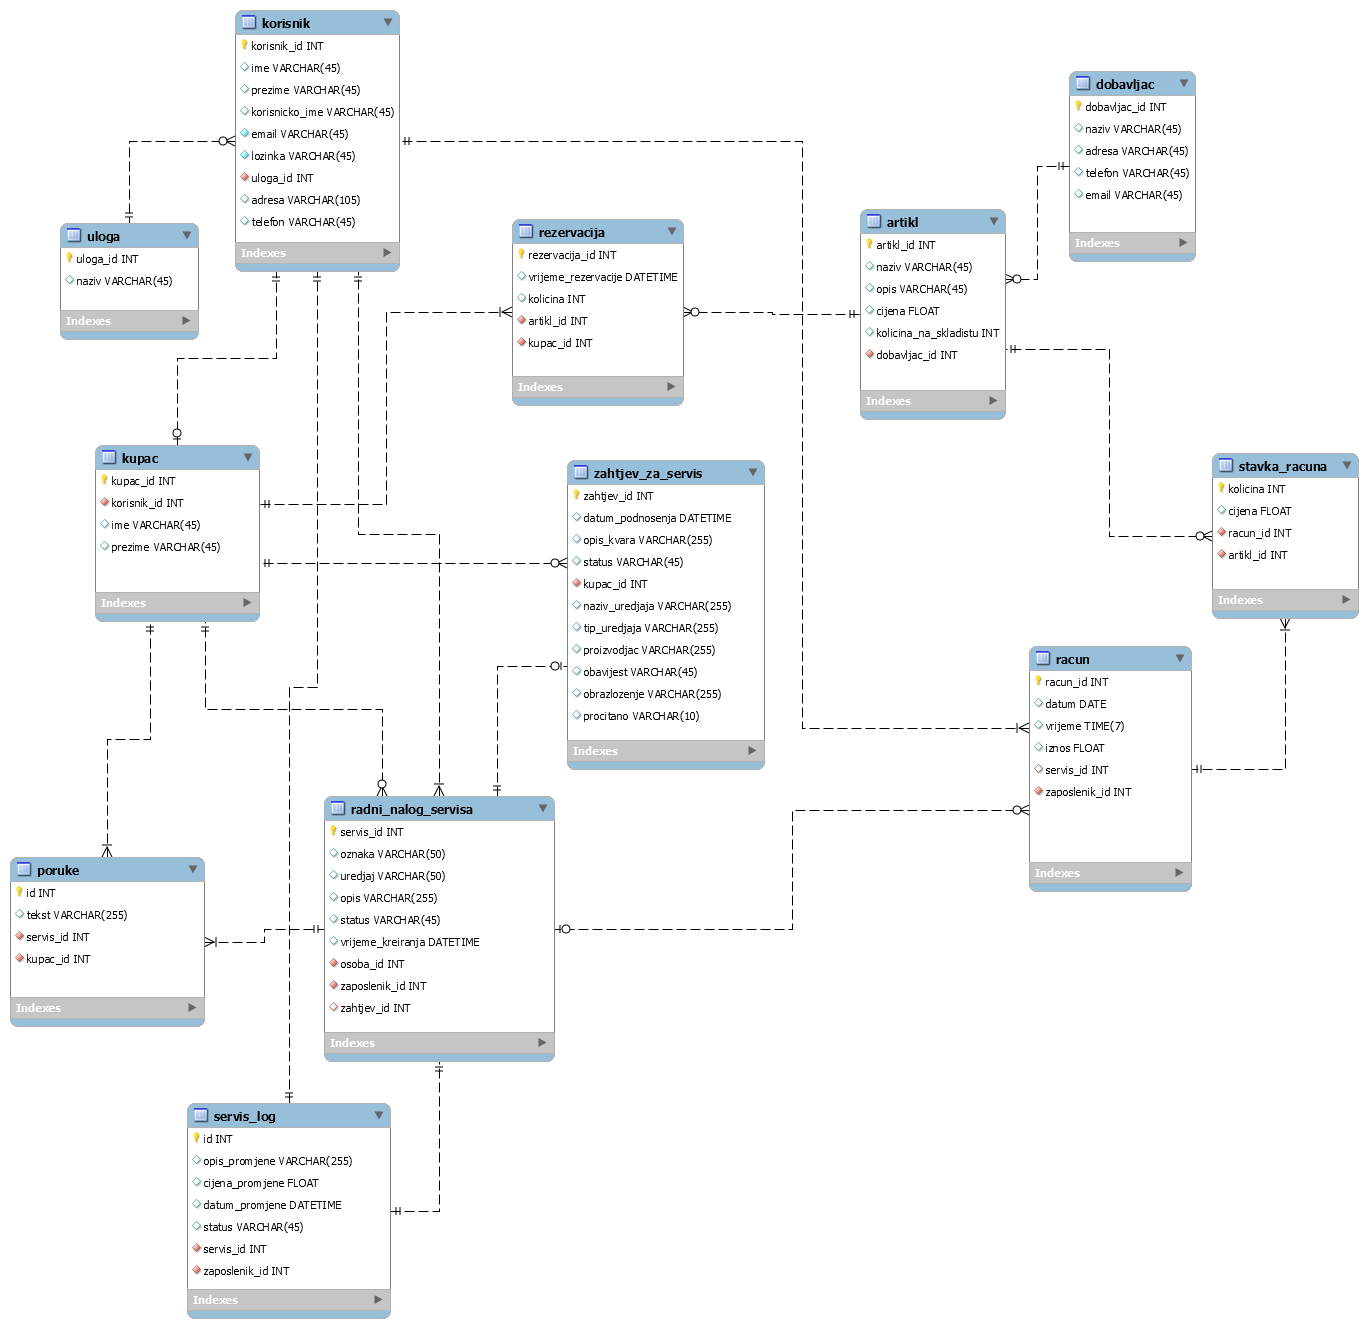 korisnik
korisnik_id INT
ime VARCHAR(45)
prezime VARCHAR(45)
korisnicko_ime VARCHAR(45)
email VARCHAR(45)
lozinka VARCHAR(45)
uloga_id INT
adresa VARCHAR(105)
telefon VARCHAR(45)
Indexes
dobavljac
dobavljac_id INT
naziv VARCHAR(45)
adresa VARCHAR(45)
telefon VARCHAR(45)
email VARCHAR(45)
Indexes
uloga
uloga_id INT
naziv VARCHAR(45)
Indexes
rezervacija
rezervacija_id INT
vrijeme_rezervacije DATETIME
kolicina INT
artikl_id INT
kupac_id INT
Indexes
artikl
artikl_id INT
naziv VARCHAR(45)
opis VARCHAR(45)
cijena FLOAT
kolicina_na_skladistu INT
dobavljac_id INT
Indexes
kupac
kupac_id INT
korisnik_id INT
ime VARCHAR(45)
prezime VARCHAR(45)
Indexes
zahtjev_za_servis
zahtjev_id INT
datum_podnosenja DATETIME
opis_kvara VARCHAR(255)
status VARCHAR(45)
kupac_id INT
naziv_uredjaja VARCHAR(255)
tip_uredjaja VARCHAR(255)
proizvodjac VARCHAR(255)
obavijest VARCHAR(45)
obrazlozenje VARCHAR(255)
procitano VARCHAR(10)
Indexes
stavka_racuna
kolicina INT
cijena FLOAT
racun_id INT
artikl_id INT
Indexes
racun
racun_id INT
datum DATE
vrijeme TIME(7)
iznos FLOAT
servis_id INT
zaposlenik_id INT
Indexes
radni_nalog_servisa
servis_id INT
oznaka VARCHAR(50)
uredjaj VARCHAR(50)
opis VARCHAR(255)
status VARCHAR(45)
vrijeme_kreiranja DATETIME
osoba_id INT
zaposlenik_id INT
zahtjev_id INT
Indexes
poruke
id INT
tekst VARCHAR(255)
servis_id INT
kupac_id INT
Indexes
servis_log
id INT
opis_promjene VARCHAR(255)
cijena_promjene FLOAT
datum_promjene DATETIME
status VARCHAR(45)
servis_id INT
zaposlenik_id INT
Indexes